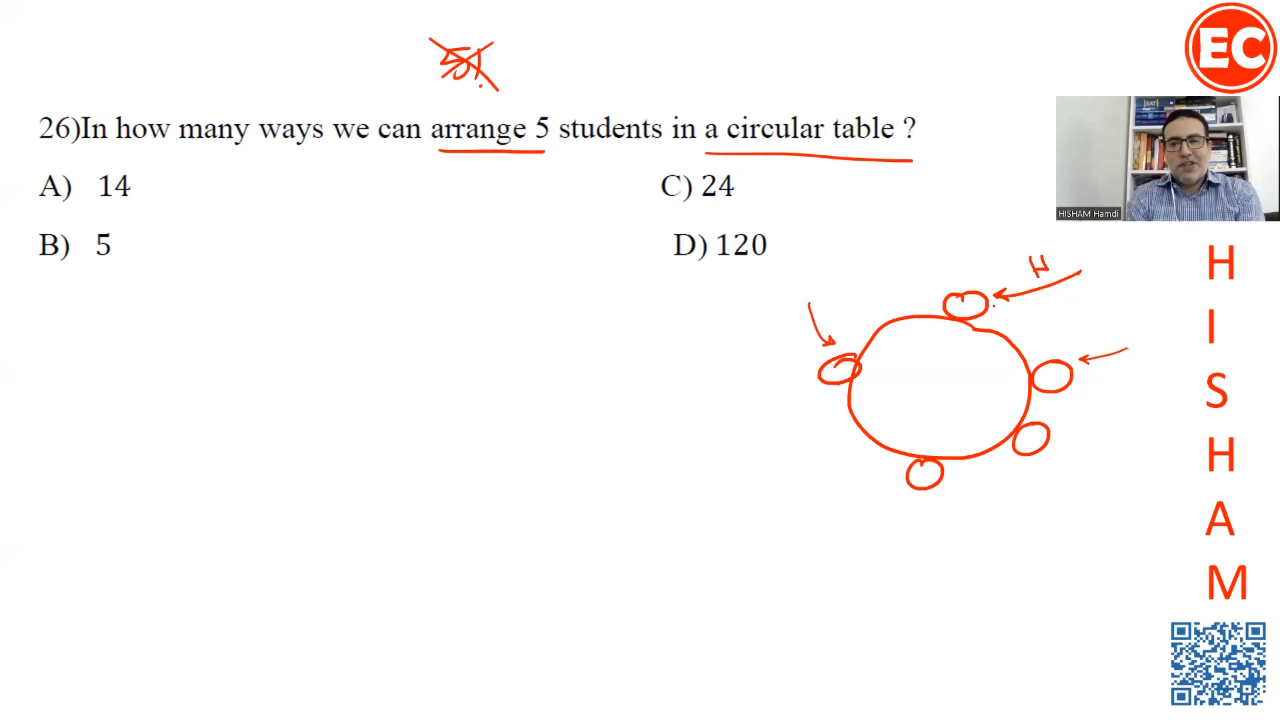 5!
EC
26)In how many ways we can arrange 5 students in a circular table ?
A) 14
C) 24
B) 5
D) 120
HISHAM Hamdi
H
H
I
S
H
A
M